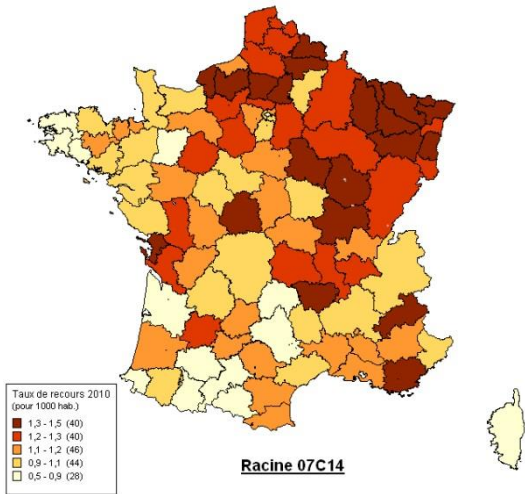 Taux de recours 2010
(pour 1000 hab.)
1,3 - 1,5 (40)
1,2 - 1,3 (40)
1,1 - 1,2 (46)
0,9 - 1,1 (44)
0,5 - 0,9 (28)
Racine 07C14